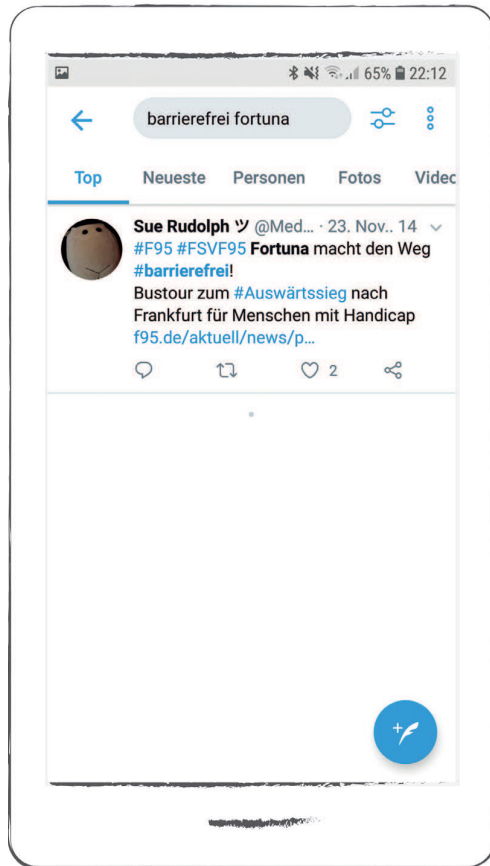 65% 22:12
barrierefrei fortuna
Top Neueste Personen Fotos Videc
Sue Rudolph ツ @Med... · 23. Nov.. 14
#F95 #FSVF95 Fortuna macht den Weg
#barrierefrei!
Bustour zum #Auswärtssieg nach
Frankfurt für Menschen mit Handicap
f95.de/aktuell/news/p...
2